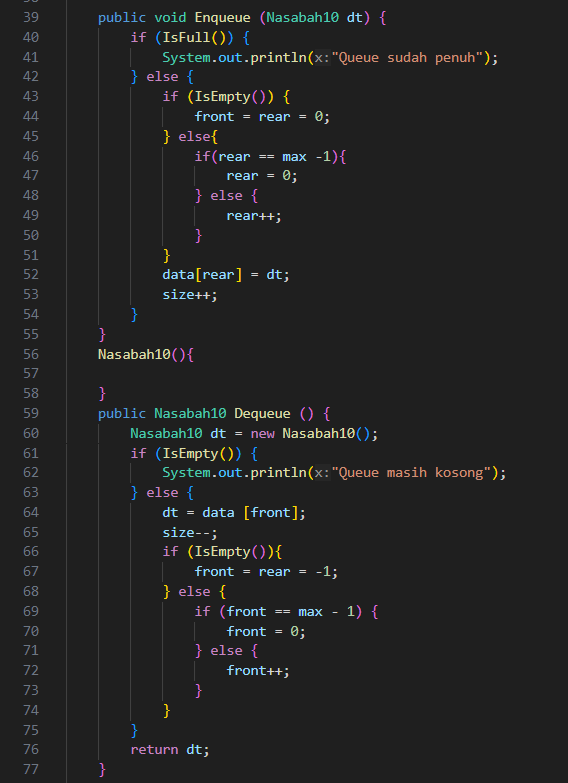 39 public void Enqueue (Nasabah10 dt) {
40 if (IsFull()) {
41 System.out.println(x:"Queue sudah penuh");
42 } else {
43 if (IsEmpty()) {
44 front = rear = 0;
45 } else{
46 if(rear == max -1){
47 rear = 0;
48 } else {
49 rear++;
50 }
51 }
52 data[rear] = dt;
53 size++;
54 }
55 }
56 Nasabah10(){
57
58 }
59 public Nasabah10 Dequeue () {
60 Nasabah10 dt = new Nasabah10();
61 if (IsEmpty()) {
62 System.out.println(x:"Queue masih kosong");
63 } else {
64 dt = data [front];
65 size--;
66 if (IsEmpty()){
67 front = rear = -1;
68 } else {
69 if (front == max - 1) {
70 front = 0;
71 } else {
72 front++;
73 }
74 }
75 }
76 return dt;
77 }